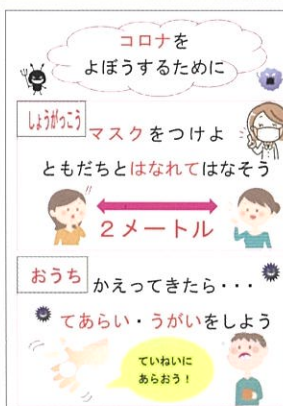 コロナを
よぼうするために
しょうがっこう
マスクをつけよ
ともだちとはなれてはなそう
2メートル
おうち
かえってきたら・・・
てあらい・うがいをしよう
ていねいに
あらおう！